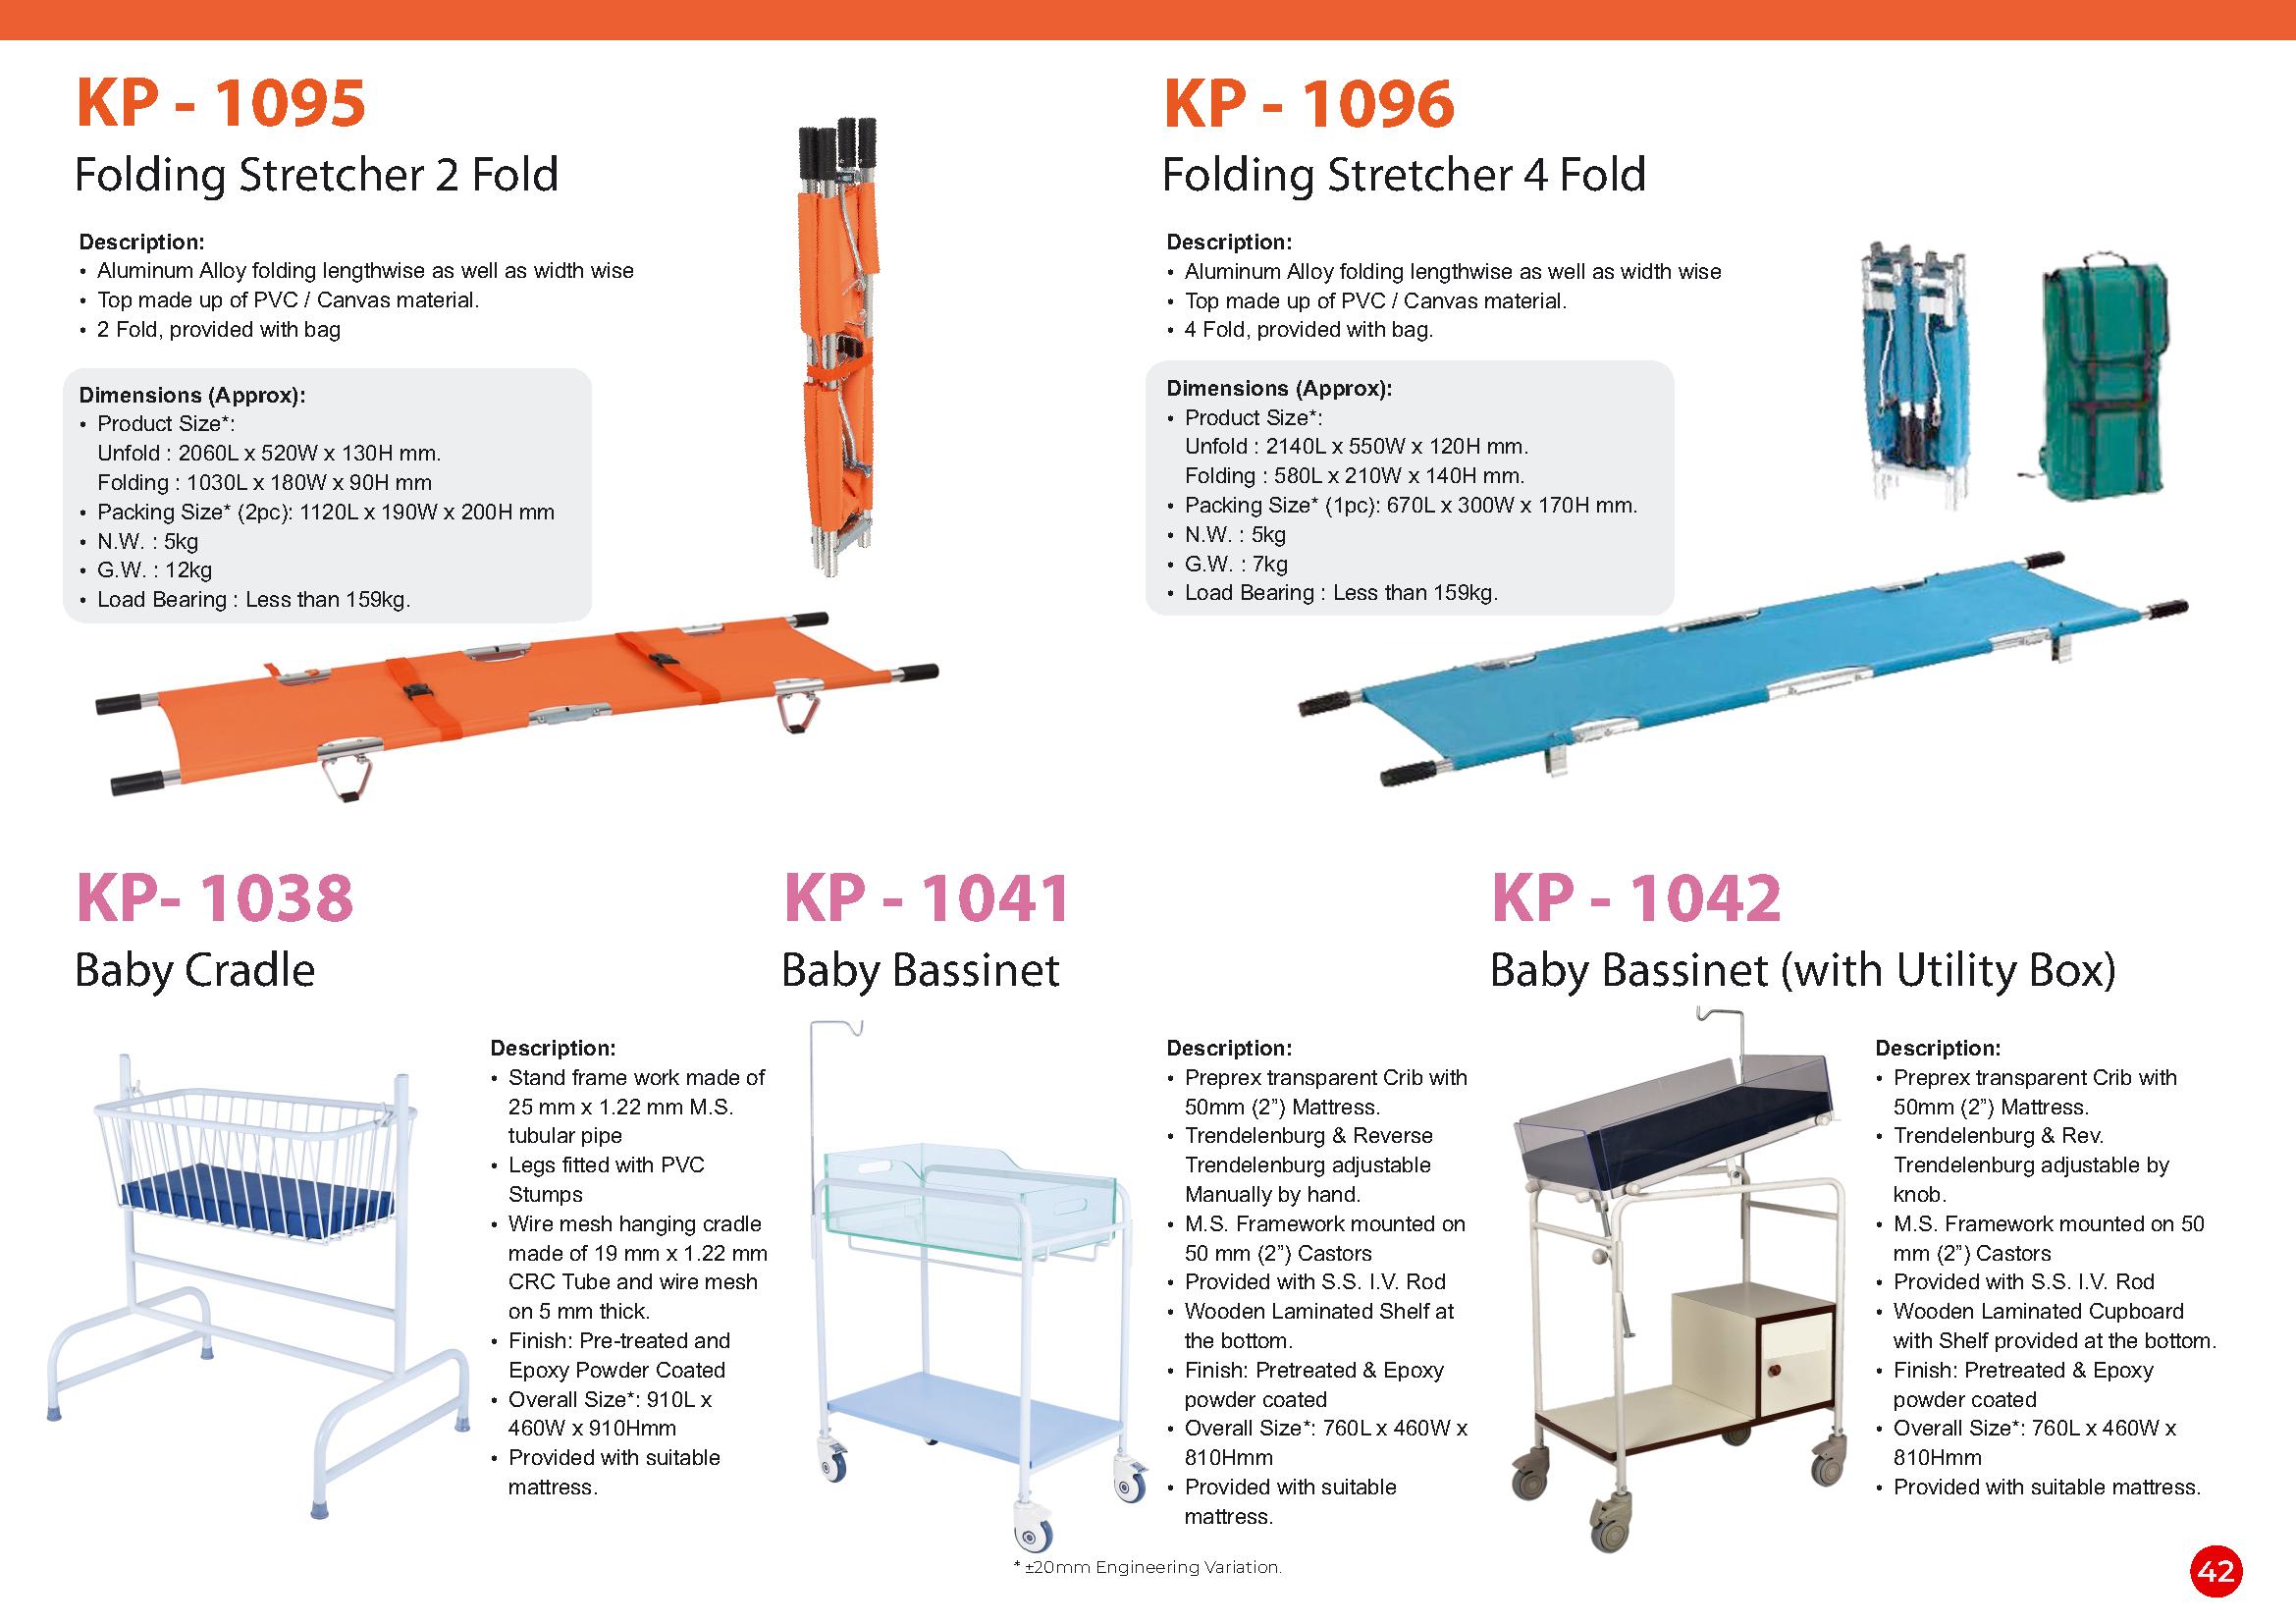 KP - 1095
Folding Stretcher 2 Fold
Description:
• Aluminum Alloy folding lengthwise as well as width wise
• Top made up of PVC / Canvas material.
• 2 Fold, provided with bag
Dimensions (Approx):
• Product Size*:
Unfold : 2060L x 520W x 130H mm.
Folding : 1030L x 180W x 90H mm
• Packing Size* (2pc): 1120L x 190W x 200H mm
• N.W. : 5kg
• G.W. : 12kg
• Load Bearing : Less than 159kg.
KP - 1096
Folding Stretcher 4 Fold
Description:
• Aluminum Alloy folding lengthwise as well as width wise
• Top made up of PVC / Canvas material.
• 4 Fold, provided with bag.
Dimensions (Approx):
• Product Size*:
Unfold : 2140L x 550W x 120H mm.
Folding : 580L x 210W x 140H mm.
• Packing Size* (1pc): 670L x 300W x 170H mm.
• N.W. : 5kg
• G.W. : 7kg
• Load Bearing : Less than 159kg.
KP- 1038
Baby Cradle
Description:
• Stand frame work made of
25 mm x 1.22 mm M.S.
tubular pipe
• Legs fitted with PVC
Stumps
• Wire mesh hanging cradle
made of 19 mm x 1.22 mm
CRC Tube and wire mesh
on 5 mm thick.
• Finish: Pre-treated and
Epoxy Powder Coated
• Overall Size*: 910L x
460W x 910Hmm
• Provided with suitable
mattress.
KP - 1041
Baby Bassinet
Description:
• Preprex transparent Crib with
50mm (2”) Mattress.
• Trendelenburg & Reverse
Trendelenburg adjustable
Manually by hand.
• M.S. Framework mounted on
50 mm (2”) Castors
• Provided with S.S. I.V. Rod
• Wooden Laminated Shelf at
the bottom.
• Finish: Pretreated & Epoxy
powder coated
• Overall Size*: 760L x 460W x
810Hmm
• Provided with suitable
mattress.
KP - 1042
Baby Bassinet (with Utility Box)
Description:
• Preprex transparent Crib with
50mm (2”) Mattress.
• Trendelenburg & Rev.
Trendelenburg adjustable by
knob.
• M.S. Framework mounted on 50
mm (2”) Castors
• Provided with S.S. I.V. Rod
• Wooden Laminated Cupboard
with Shelf provided at the bottom.
• Finish: Pretreated & Epoxy
powder coated
• Overall Size*: 760L x 460W x
810Hmm
• Provided with suitable mattress.
* ±20mm Engineering Variation.
42